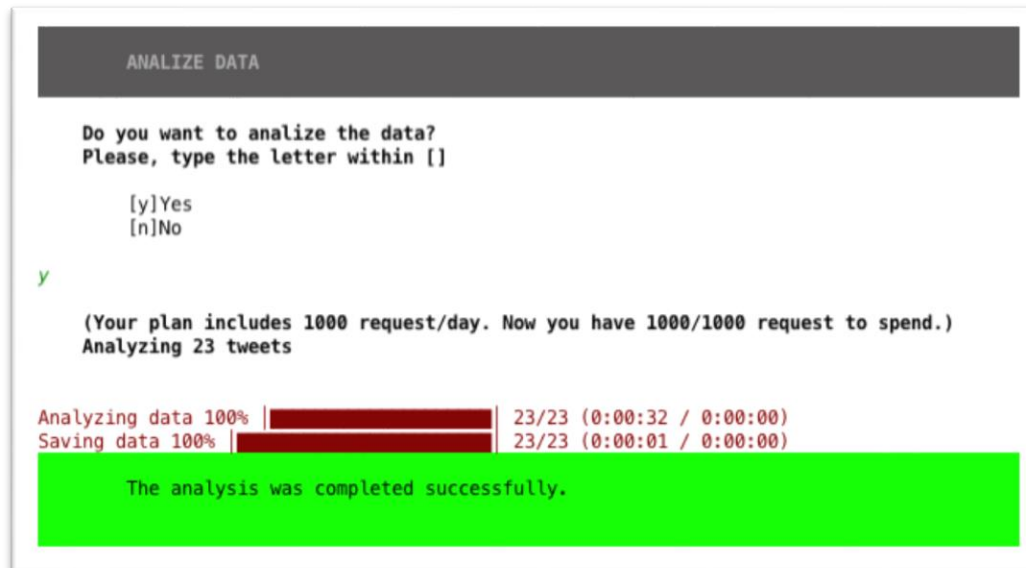 ANALIZE DATA
Do you want to analize the data?
Please, type the letter within []
[y]Yes
[n]No
y
(Your plan includes 1000 request/day. Now you have 1000/1000 request to spend.)
Analyzing 23 tweets
Analyzing data 100% | | 23/23 (0:00:32 / 0:00:00)
Saving data 100% | | 23/23 (0:00:01 / 0:00:00)
The analysis was completed successfully.